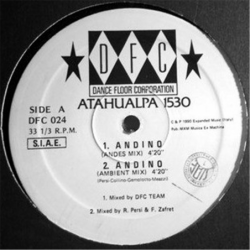 DFC
DANCE FLOOR CORPORATION
ATAHUALPA 1530
SIDE A
DFC 024
33 1/3 R.P.M.
S.I.A.E.
1. ANDINO
(ANDES MIX) 4'20"
2. ANDINO
(AMBIENT MIX) 4'20"
1. Mixed by DFC TEAM
2. Mixed by R. Persi & F. Zafret